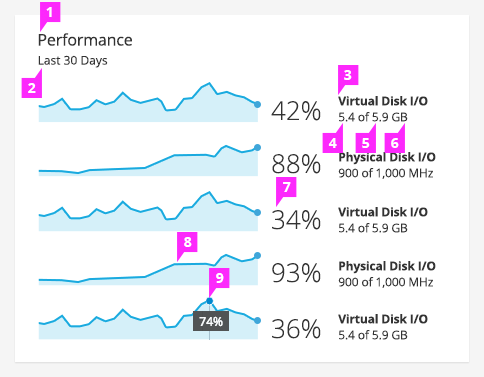 1
Performance
Last 30 Days
2
3
42%
Virtual Disk I/O
5.4 of 5.9 GB
4
5
6
88%
Physical Disk I/O
900 of 1,000 MHz
7
34%
Virtual Disk I/O
5.4 of 5.9 GB
8
93%
Physical Disk I/O
900 of 1,000 MHz
9
74%
36%
Virtual Disk I/O
5.4 of 5.9 GB